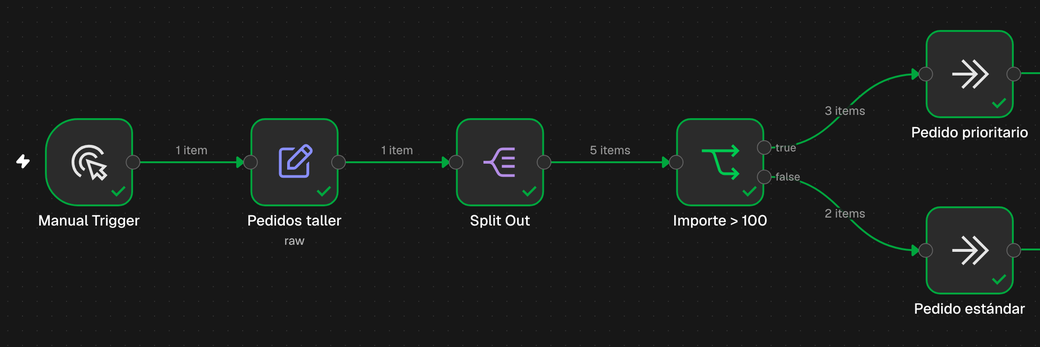 3 items
Pedido prioritario
1 item
1 item
5 items
true
false
Manual Trigger
Pedidos taller
raw
Split Out
Importe > 100
2 items
Pedido estándar